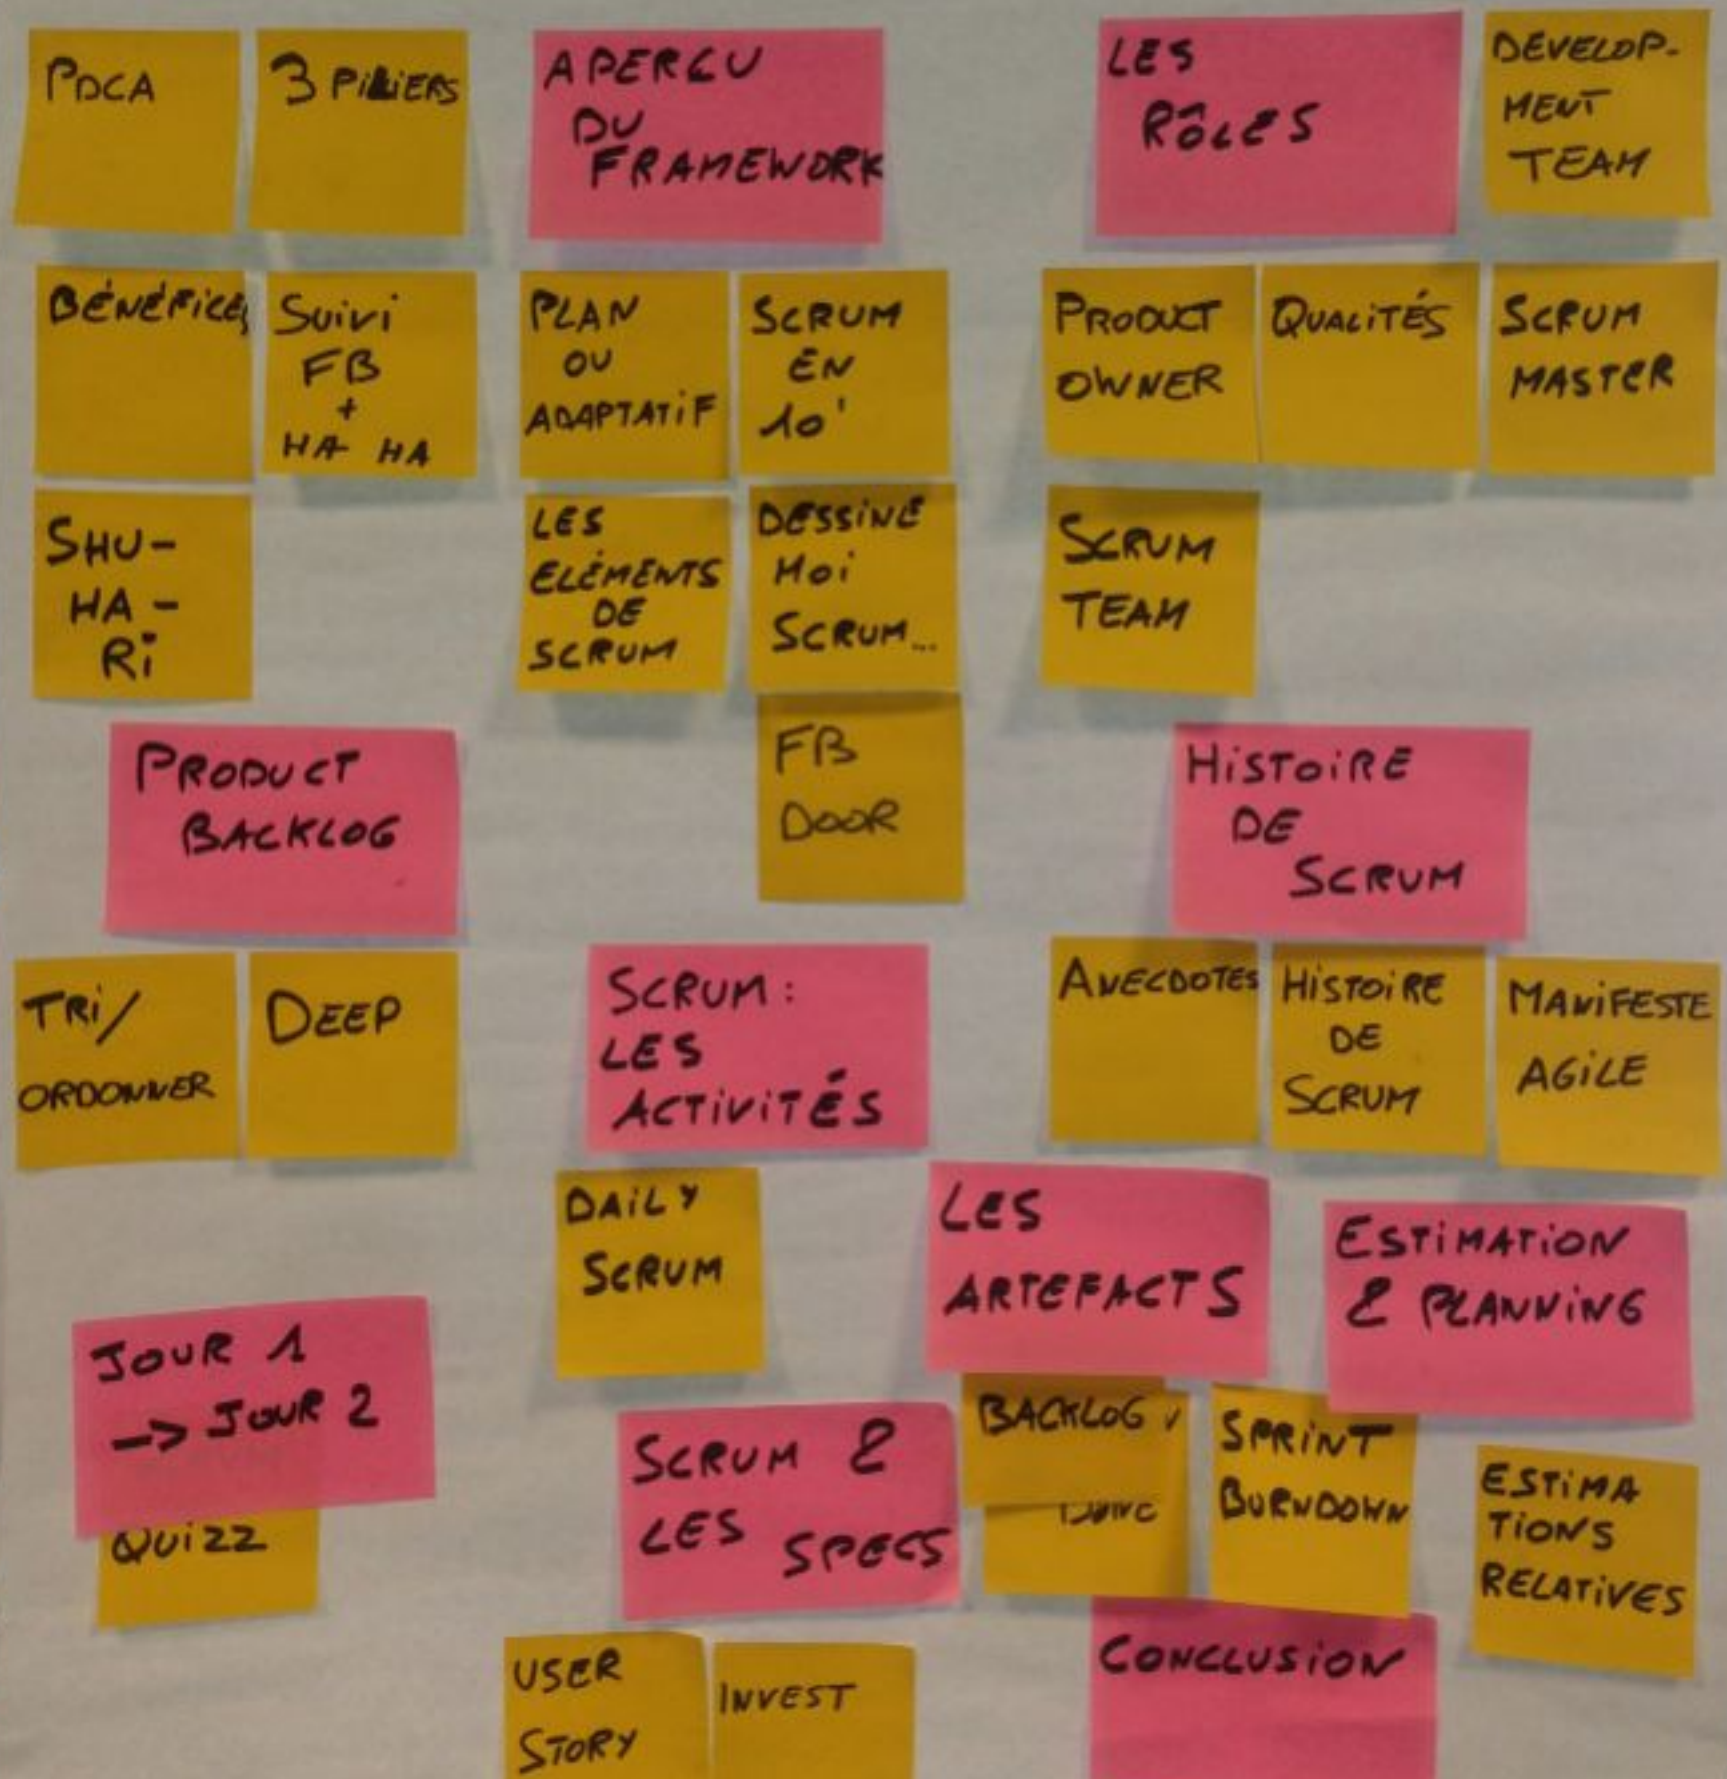 PDCA
3 PILIERS
APERCU
DU
FRAMEWORK
LES
RÔLES
DEVELOP-
MENT
TEAM
BÉNÉFICES
SUIVI
FB
+
HA HA
PLAN
OU
ADAPTATIF
SCRUM
EN
10'
PRODUCT
OWNER
QUALITÉS
SCRUM
MASTER
SHU-
HA-
RI
LES
ELÉMENTS
DE
SCRUM
DESSINE
MOI
SCRUM...
SCRUM
TEAM
PRODUCT
BACKLOG
FB
DOOR
HISTOIRE
DE
SCRUM
TRI/
ORDONNER
DEEP
SCRUM:
LES
ACTIVITÉS
ANECDOTES
HISTOIRE
DE
SCRUM
MANIFESTE
AGILE
DAILY
SCRUM
LES
ARTEFACTS
ESTIMATION
& PLANNING
JOUR 1
-> JOUR 2
QUIZZ
SCRUM &
LES SPECS
BACKLOG
SPRINT
BURNDOWN
ESTIMA
TIONS
RELATIVES
USER
STORY
INVEST
CONCLUSION